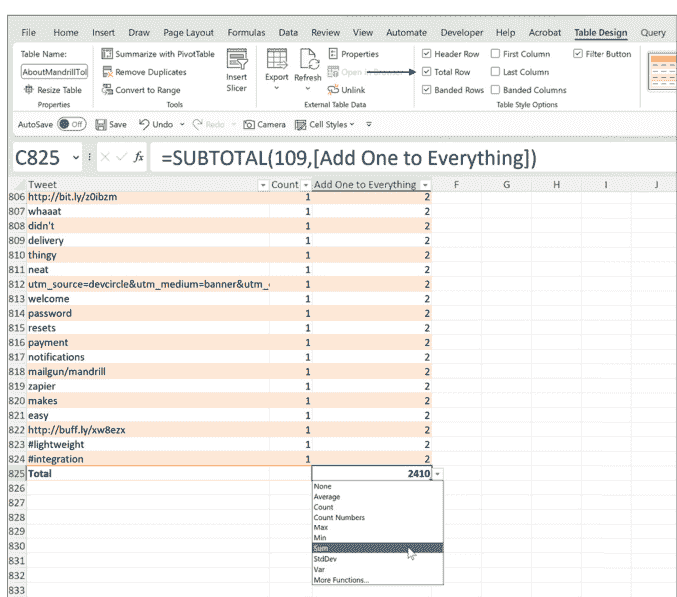 File Home Insert Draw Page Layout Formulas Data Review View Automate Developer Help Acrobat Table Design Query
Table Name: Summarize with PivotTable Properties Header Row First Column Filter Button
AboutMandrillTol Remove Duplicates Insert Slicer Export Refresh Open in Total Row Last Column
Resize Table Convert to Range Unlink Banded Rows Banded Columns
Properties Tools External Table Data Table Style Options
AutoSave Off Save Undo Redo Camera Cell Styles
C825 fx =SUBTOTAL(109,[Add One to Everything])
Tweet Count Add One to Everything F G H I J
806 http://bit.ly/z0ibzm 1 2
807 whaaat 1 2
808 didn't 1 2
809 delivery 1 2
810 thingy 1 2
811 neat 1 2
812 utm_source=devcircle&utm_medium=banner&utm_ 1 2
813 welcome 1 2
814 password 1 2
815 resets 1 2
816 payment 1 2
817 notifications 1 2
818 mailgun/mandrill 1 2
819 zapier 1 2
820 makes 1 2
821 easy 1 2
822 http://buff.ly/xw8ezx 1 2
823 #lightweight 1 2
824 #integration 1 2
825 Total 2410
826 None
Average
827 Count
828 Count Numbers
829 Max
Min
830 Sum
831 StdDev
832 Var
More Functions...
833